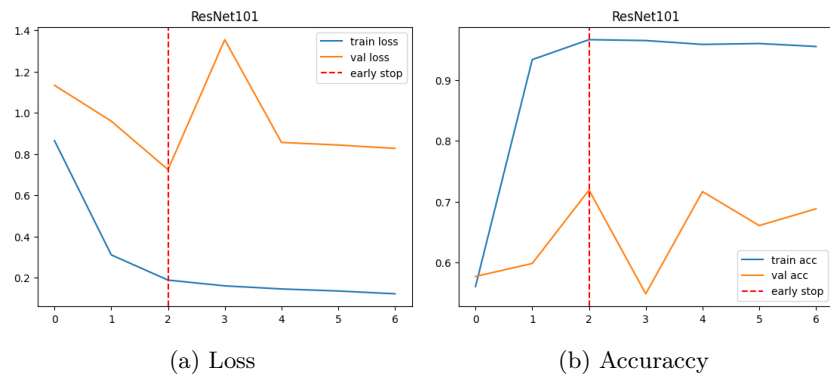 ResNet101
1.4
1.2
1.0
0.8
0.6
0.4
0.2
0 1 2 3 4 5 6
train loss
val loss
early stop
(a) Loss
ResNet101
0.9
0.8
0.7
0.6
0 1 2 3 4 5 6
train acc
val acc
early stop
(b) Accuraccy